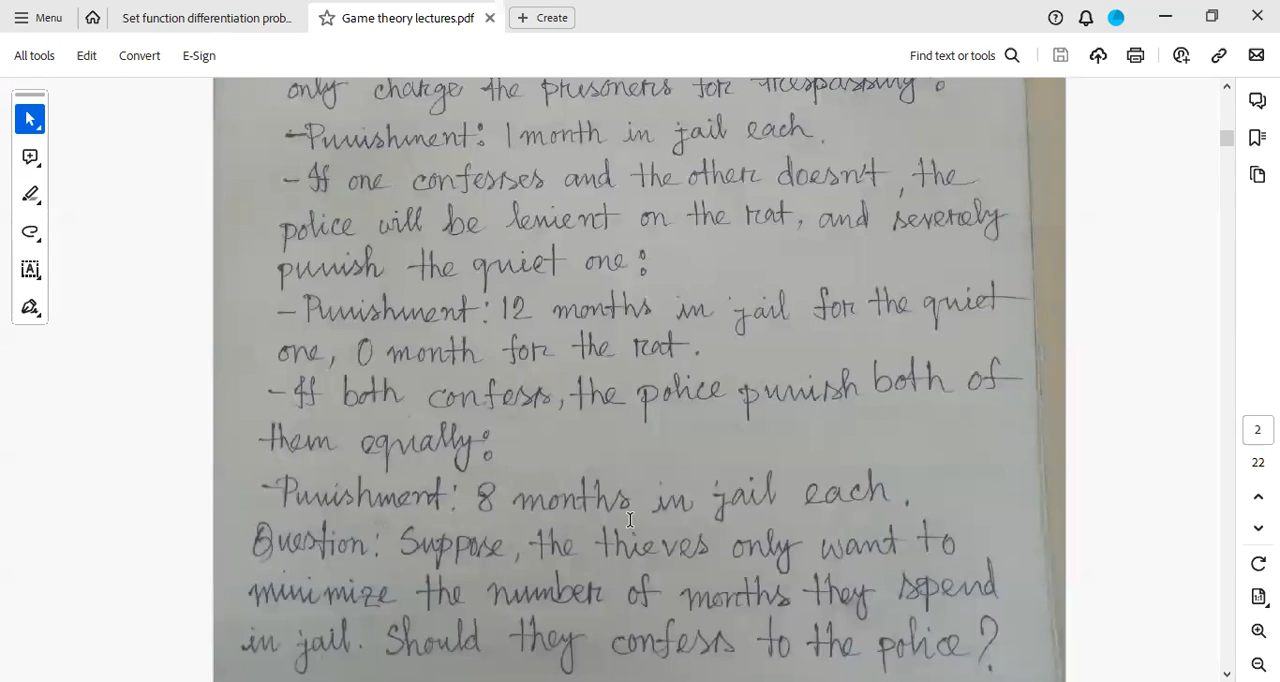 Menu
Set function differentiation prob...
Game theory lectures.pdf
Create
All tools
Edit
Convert
E-Sign
Find text or tools
only charge the prisoners for trespassing:
- Punishment: 1 month in jail each.
- If one confesses and the other doesn't, the
police will be lenient on the rat, and severely
punish the quiet one:
- Punishment: 12 months in jail for the quiet
one, 0 month for the rat.
- If both confess, the police punish both of
them equally:
- Punishment: 8 months in jail each.
Question: Suppose, the thieves only want to
minimize the number of months they spend
in jail. Should they confess to the police?
2
22